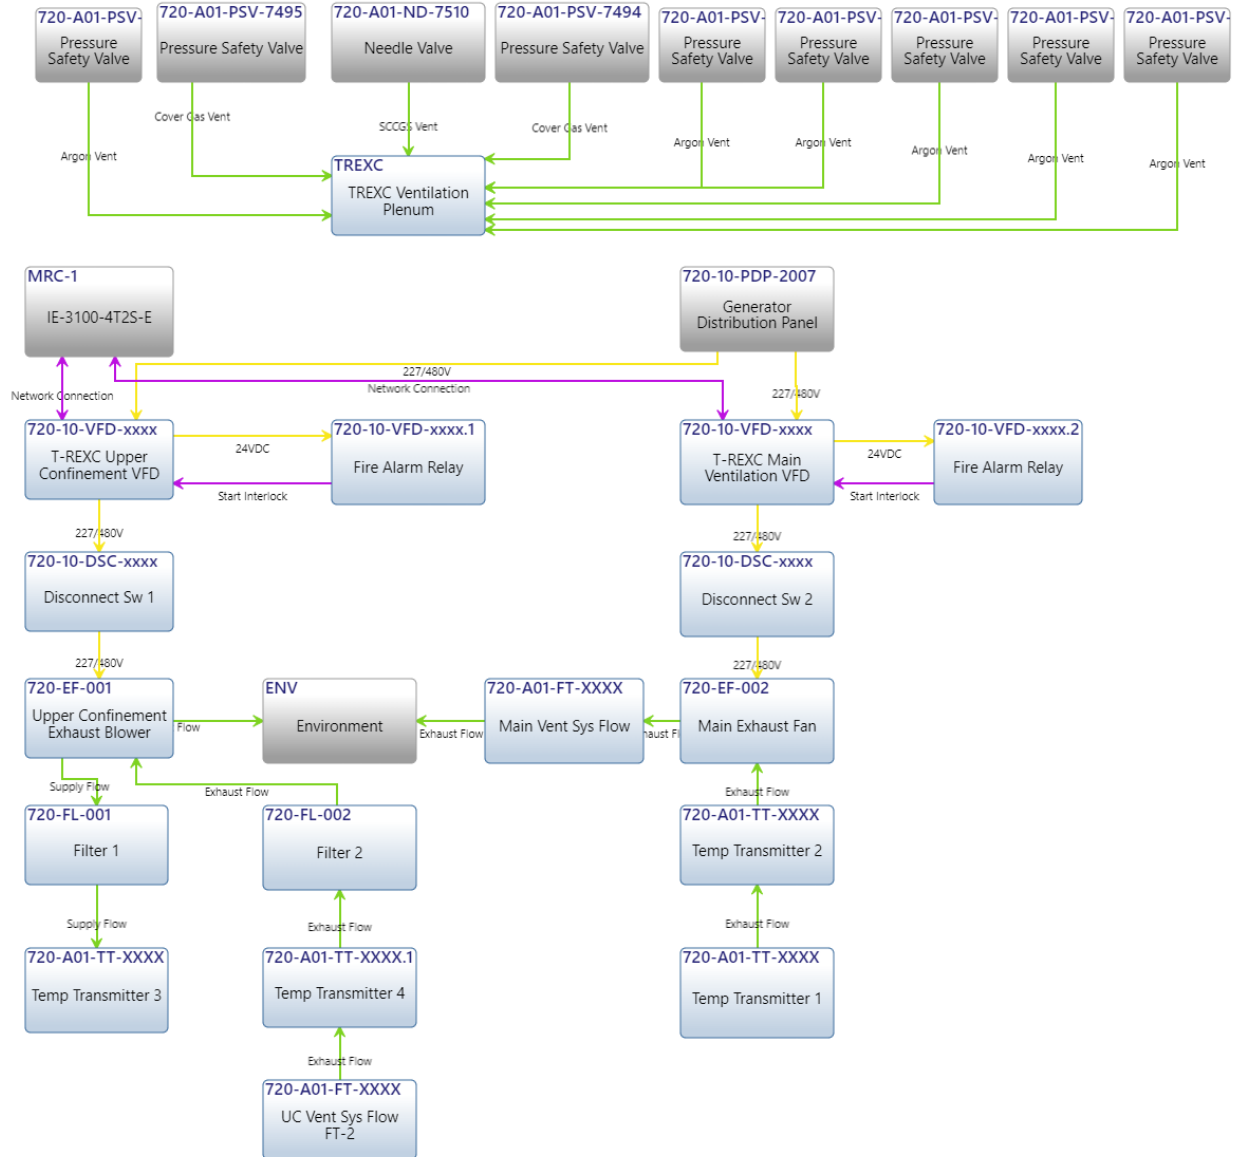 720-A01-PSV-
Pressure
Safety Valve
720-A01-PSV-7495
Pressure Safety Valve
720-A01-ND-7510
Needle Valve
720-A01-PSV-7494
Pressure Safety Valve
720-A01-PSV-
Pressure
Safety Valve
720-A01-PSV-
Pressure
Safety Valve
720-A01-PSV-
Pressure
Safety Valve
720-A01-PSV-
Pressure
Safety Valve
720-A01-PSV-
Pressure
Safety Valve
Argon Vent
Cover Gas Vent
SCCGS Vent
Cover Gas Vent
Argon Vent
Argon Vent
Argon Vent
Argon Vent
Argon Vent
TREXC
TREXC Ventilation
Plenum
MRC-1
IE-3100-4T2S-E
720-10-PDP-2007
Generator
Distribution Panel
227/480V
Network Connection
Network Connection
227/480V
720-10-VFD-xxxx
T-REXC Upper
Confinement VFD
24VDC
Start Interlock
720-10-VFD-xxxx.1
Fire Alarm Relay
720-10-VFD-xxxx
T-REXC Main
Ventilation VFD
24VDC
Start Interlock
720-10-VFD-xxxx.2
Fire Alarm Relay
227/480V
227/480V
720-10-DSC-xxxx
Disconnect Sw 1
720-10-DSC-xxxx
Disconnect Sw 2
227/480V
227/480V
720-EF-001
Upper Confinement
Exhaust Blower
Flow
ENV
Environment
Exhaust Flow
720-A01-FT-XXXX
Main Vent Sys Flow
haust Fl
720-EF-002
Main Exhaust Fan
Supply Flow
Exhaust Flow
Exhaust Flow
720-FL-001
Filter 1
720-FL-002
Filter 2
720-A01-TT-XXXX
Temp Transmitter 2
Supply Flow
Exhaust Flow
Exhaust Flow
720-A01-TT-XXXX
Temp Transmitter 3
720-A01-TT-XXXX.1
Temp Transmitter 4
720-A01-TT-XXXX
Temp Transmitter 1
Exhaust Flow
720-A01-FT-XXXX
UC Vent Sys Flow
FT-2